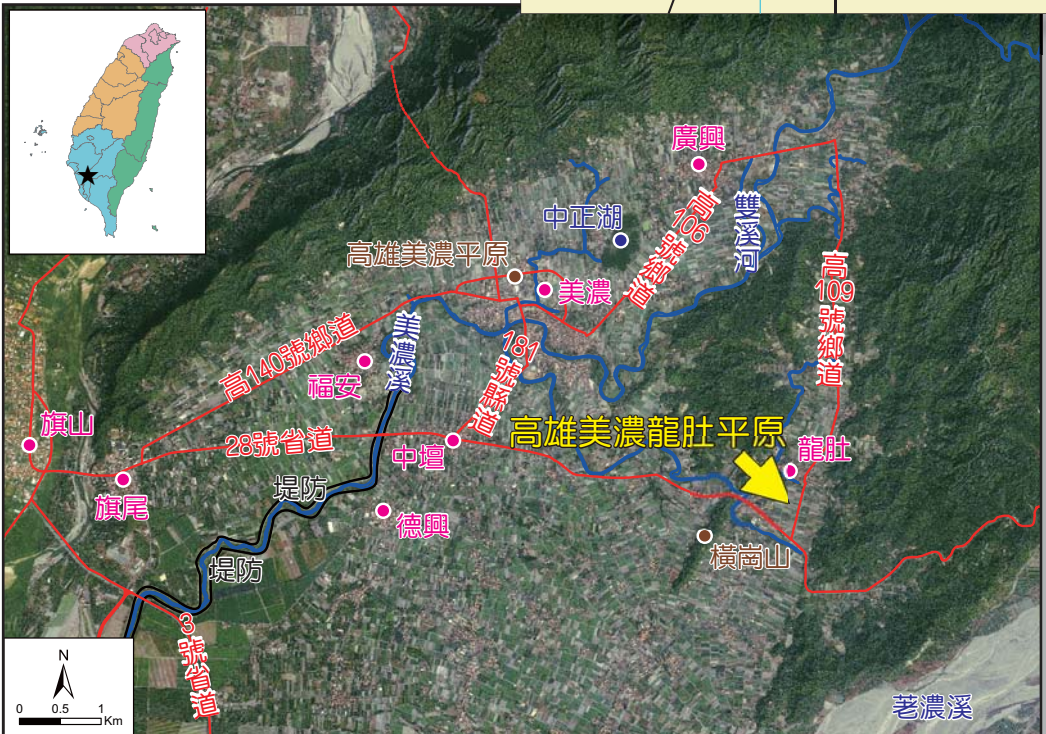 廣興
中正湖
高106號鄉道
雙溪河
高雄美濃平原
美濃
高109號鄉道
美濃溪
181號縣道
高140號鄉道
福安
高雄美濃龍肚平原
旗山
28號省道
中壇
龍肚
旗尾
堤防
德興
橫崗山
堤防
3號省道
N
0 0.5 1
Km
荖濃溪